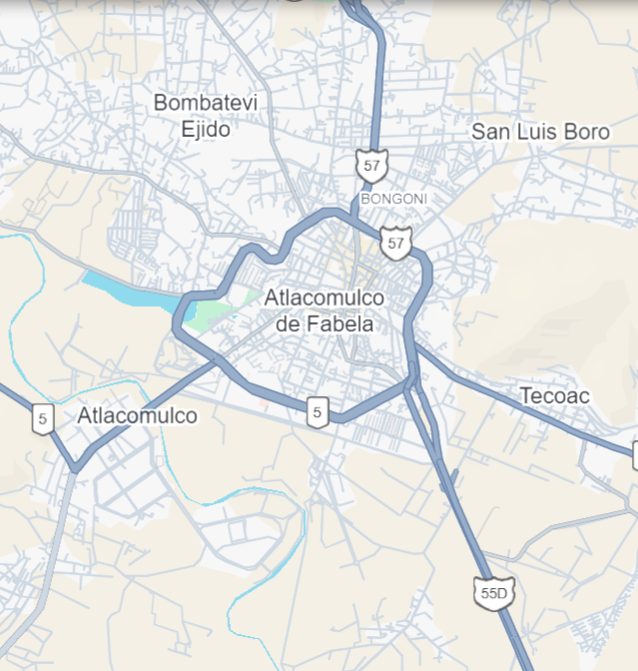 Bombatevi
Ejido
San Luis Boro
57
BONGONI
57
Atlacomulco
de Fabela
Tecoac
5
Atlacomulco
5
55D